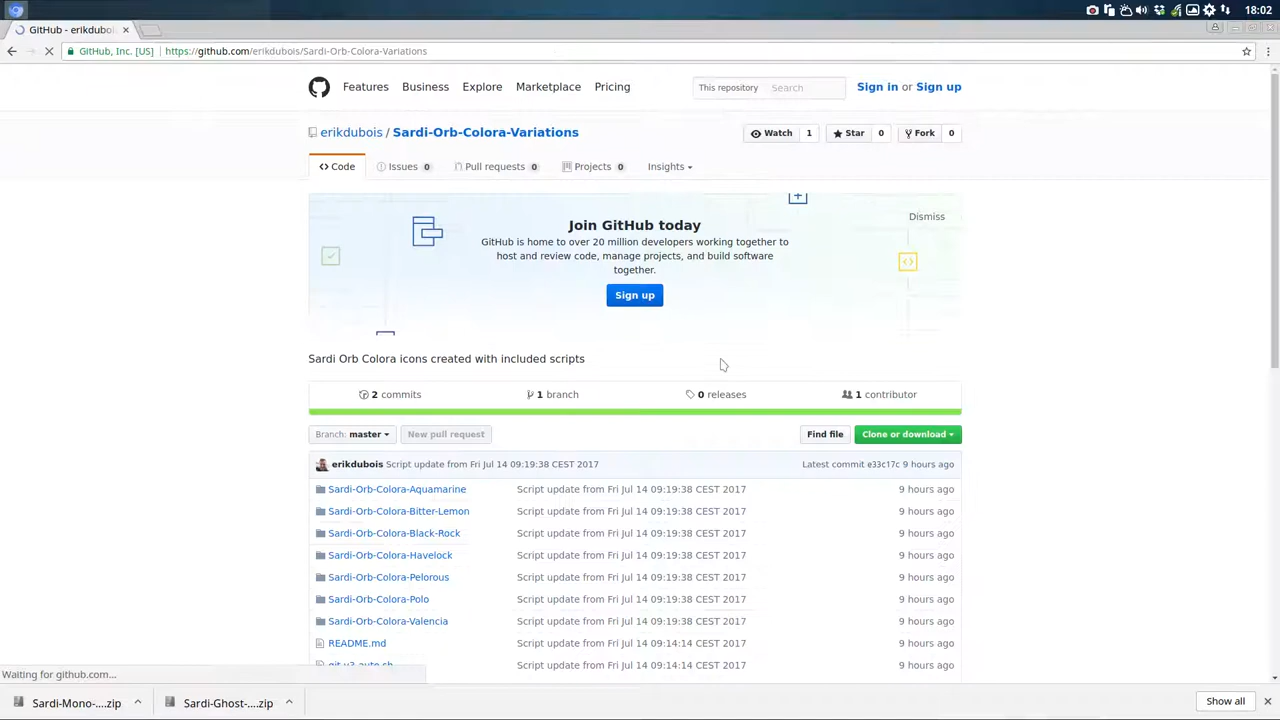 18:02
GitHub - erikdubois
GitHub, Inc. [US] https://github.com/erikdubois/Sardi-Orb-Colora-Variations
Features Business Explore Marketplace Pricing This repository Search Sign in or Sign up
erikdubois / Sardi-Orb-Colora-Variations Watch 1 Star 0 Fork 0
Code Issues 0 Pull requests 0 Projects 0 Insights
Join GitHub today
Dismiss
GitHub is home to over 20 million developers working together to
host and review code, manage projects, and build software
together.
Sign up
Sardi Orb Colora icons created with included scripts
2 commits 1 branch 0 releases 1 contributor
Branch: master New pull request Find file Clone or download
erikdubois Script update from Fri Jul 14 09:19:38 CEST 2017 Latest commit e33c17c 9 hours ago
Sardi-Orb-Colora-Aquamarine Script update from Fri Jul 14 09:19:38 CEST 2017 9 hours ago
Sardi-Orb-Colora-Bitter-Lemon Script update from Fri Jul 14 09:19:38 CEST 2017 9 hours ago
Sardi-Orb-Colora-Black-Rock Script update from Fri Jul 14 09:19:38 CEST 2017 9 hours ago
Sardi-Orb-Colora-Havelock Script update from Fri Jul 14 09:19:38 CEST 2017 9 hours ago
Sardi-Orb-Colora-Pelorous Script update from Fri Jul 14 09:19:38 CEST 2017 9 hours ago
Sardi-Orb-Colora-Polo Script update from Fri Jul 14 09:19:38 CEST 2017 9 hours ago
Sardi-Orb-Colora-Valencia Script update from Fri Jul 14 09:19:38 CEST 2017 9 hours ago
README.md Script update from Fri Jul 14 09:14:14 CEST 2017 9 hours ago
git-v3-auto.sh Script update from Fri Jul 14 09:14:14 CEST 2017 9 hours ago
Waiting for github.com...
Sardi-Mono-....zip Sardi-Ghost-....zip Show all